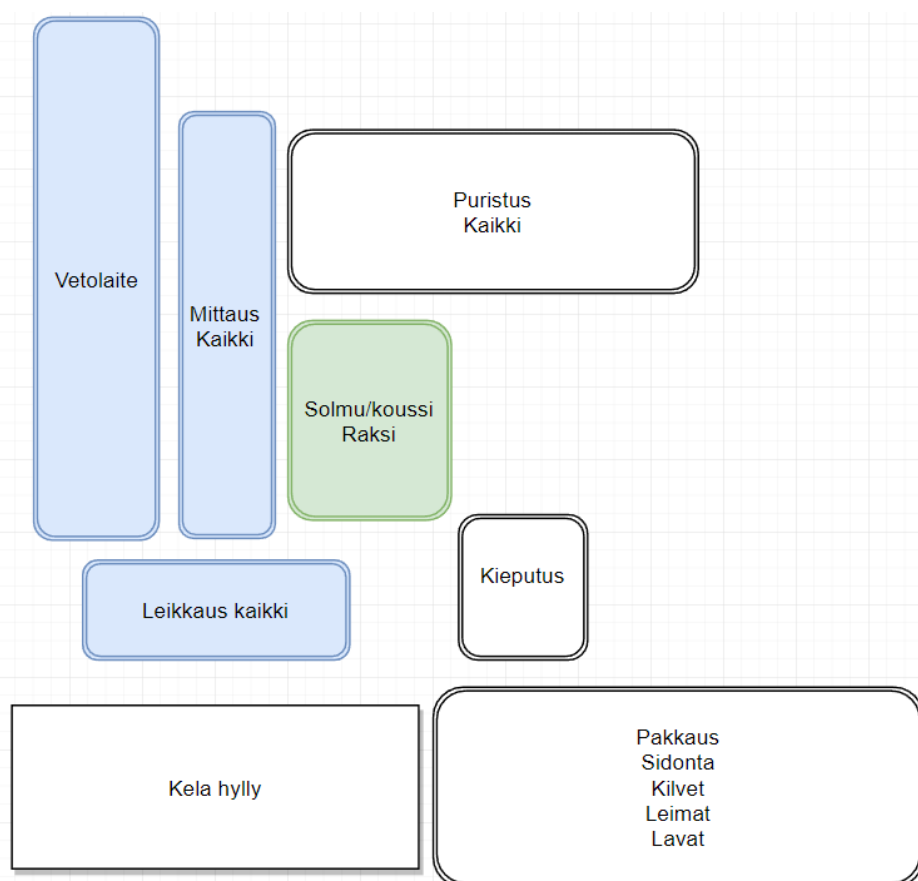 Vetolaite
Mittaus
Kaikki
Puristus
Kaikki
Solmu/koussi
Raksi
Kieputus
Leikkaus kaikki
Kela hylly
Pakkaus
Sidonta
Kilvet
Leimat
Lavat